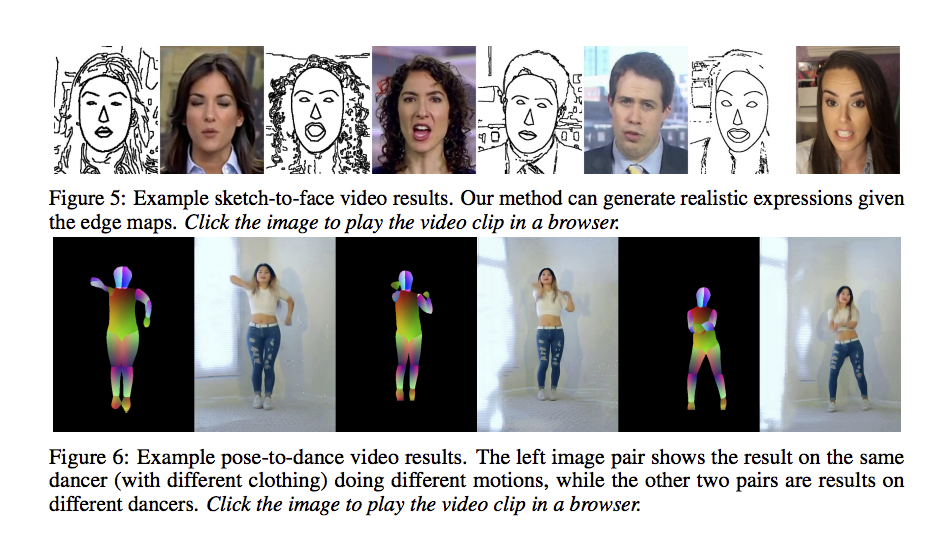 Figure 5: Example sketch-to-face video results. Our method can generate realistic expressions given
the edge maps. Click the image to play the video clip in a browser.
Figure 6: Example pose-to-dance video results. The left image pair shows the result on the same
dancer (with different clothing) doing different motions, while the other two pairs are results on
different dancers. Click the image to play the video clip in a browser.